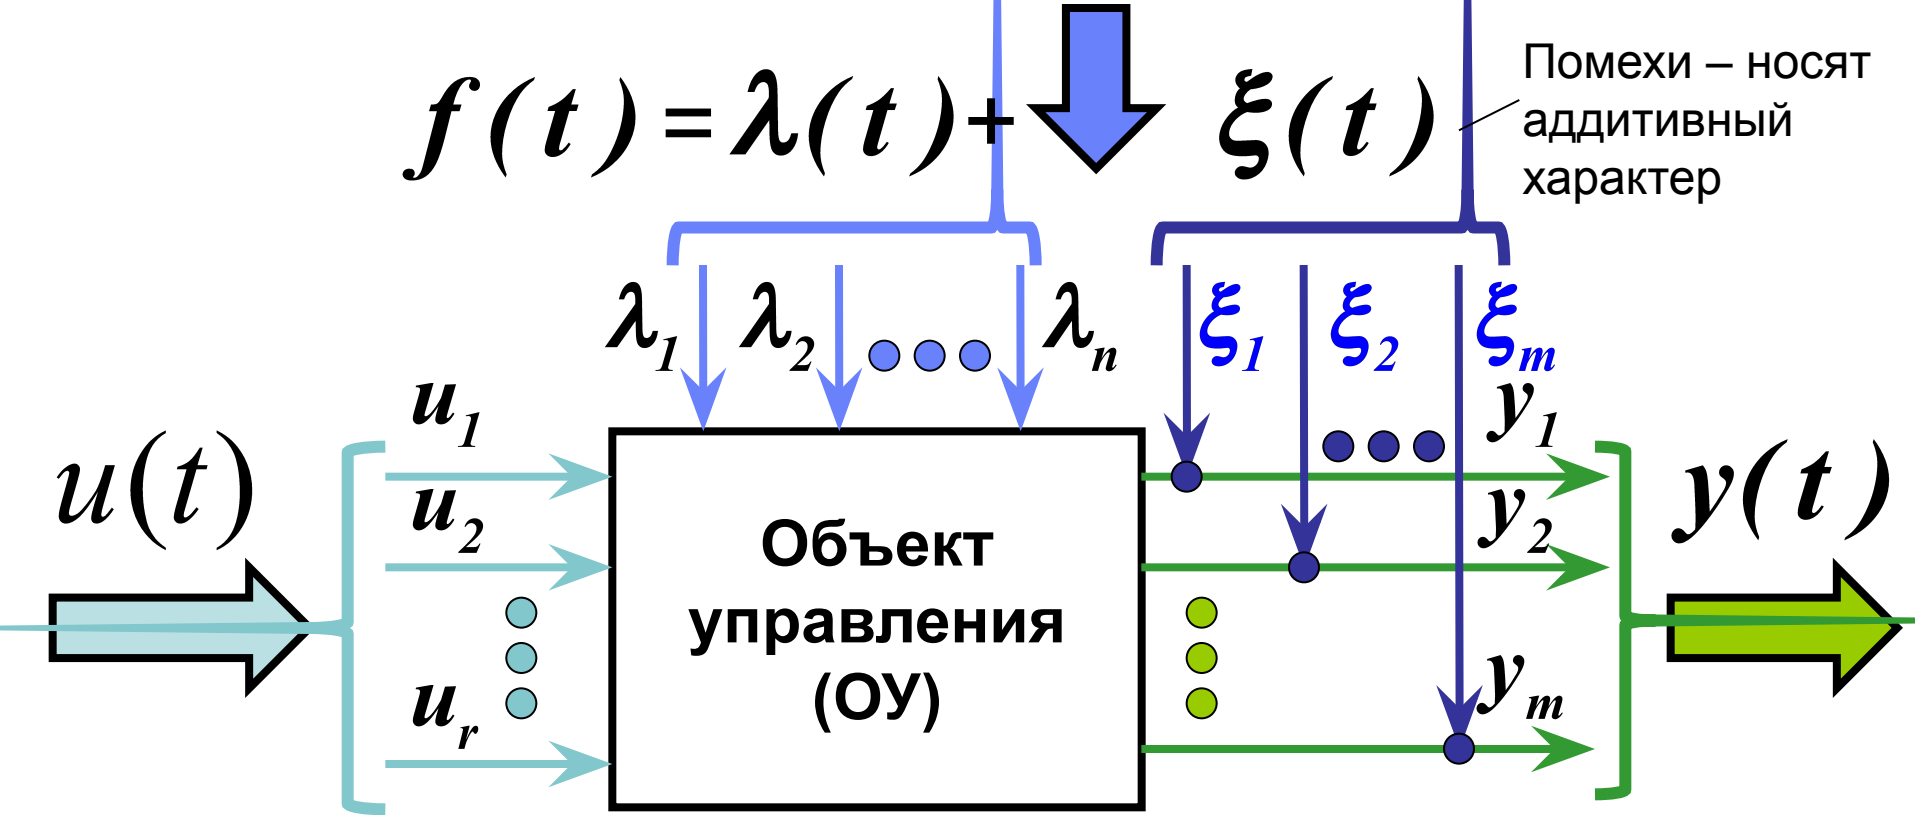 f(t) = λ(t) + ξ(t)
Помехи – носят
аддитивный
характер
λ1 λ2 λn ξ1 ξ2 ξm
u1 y1
u(t) y(t)
u2 y2
Объект
управления
(ОУ)
ur ym